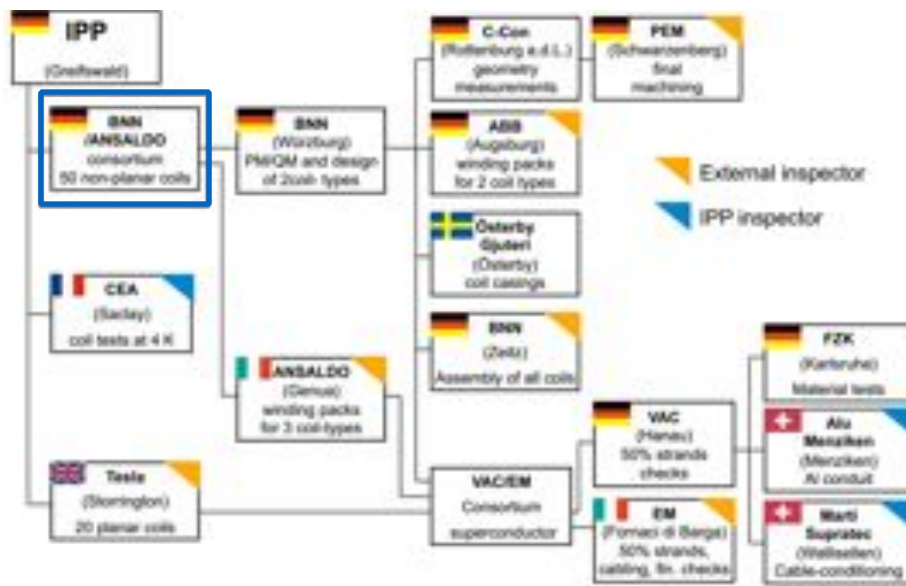 IPP
(Greifswald)
BNN
/ANSALDO
consortium
50 non-planar coils
CEA
(Saclay)
coil tests at 4 K
Tesla
(Storrington)
20 planar coils
BNN
(Würzburg)
PM/QM and design
of 2coil- types
ANSALDO
(Genua)
winding packs
for 3 coil-types
C-Con
(Rottenburg a.d.L.)
geometry
measurements
PEM
(Schwarzenberg)
final
machining
ABB
(Augsburg)
winding packs
for 2 coil types
Österby
Gjuteri
(Österby)
coil casings
BNN
(Zeitz)
Assembly of all coils
VAC/EM
Consortium
superconductor
VAC
(Hanau)
50% strands
checks
EM
(Fornaci di Barga)
50% strands,
cabling, fin. checks
External inspector
IPP inspector
FZK
(Karlsruhe)
Material tests
Alu
Menziken
(Menziken)
Al conduit
Marti
Supratec
(Wallisellen)
Cable-conditioning